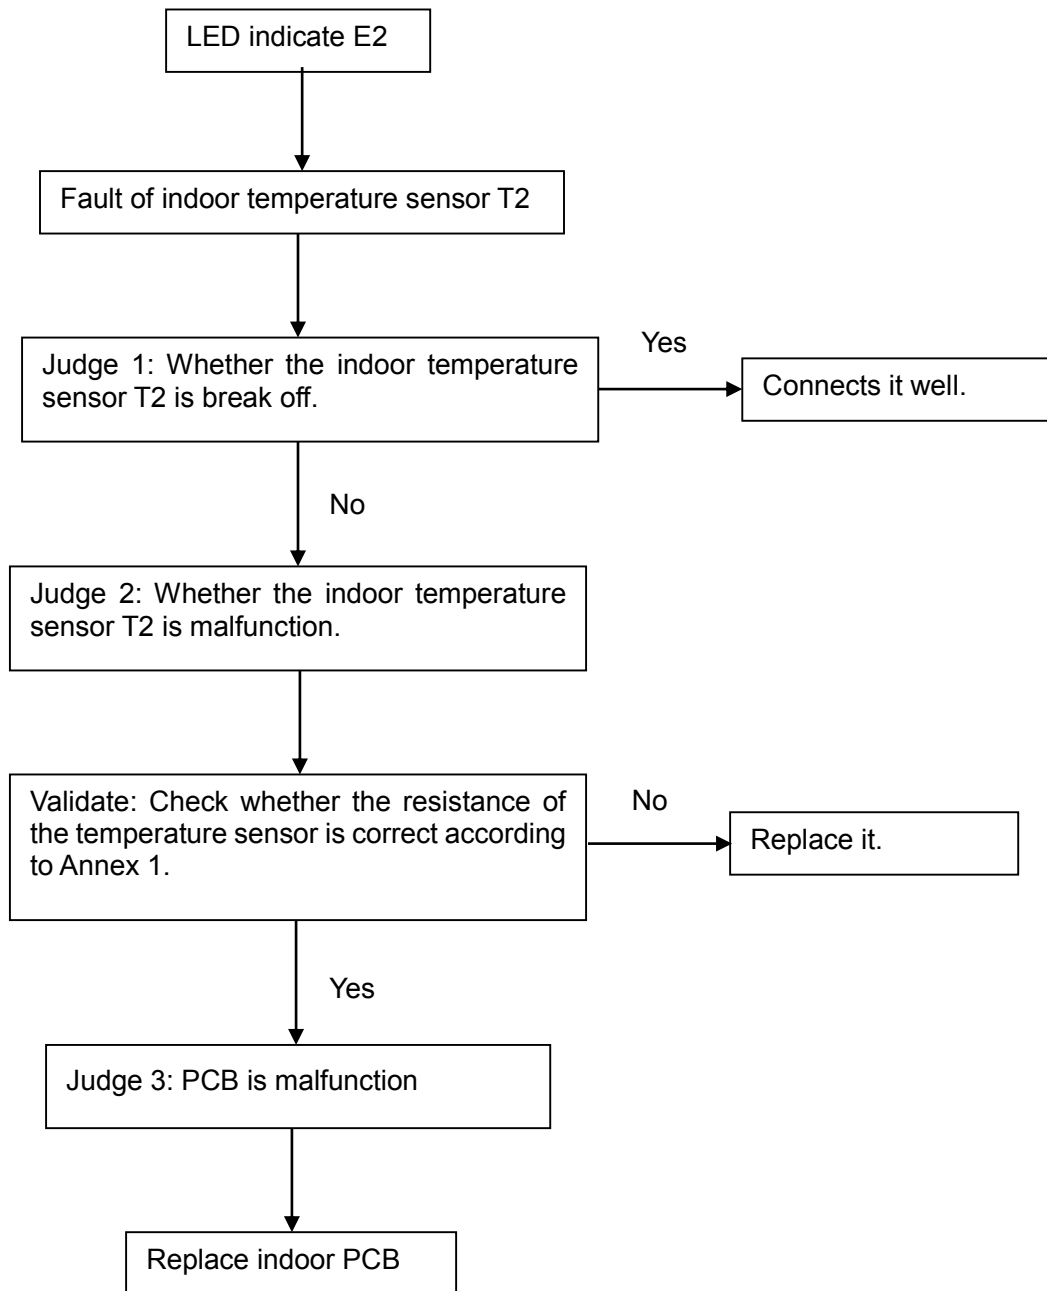 LED indicate E2
Fault of indoor temperature sensor T2
Judge 1: Whether the indoor temperature
sensor T2 is break off.
Yes
Connects it well.
No
Judge 2: Whether the indoor temperature
sensor T2 is malfunction.
Validate: Check whether the resistance of
the temperature sensor is correct according
to Annex 1.
No
Replace it.
Yes
Judge 3: PCB is malfunction
Replace indoor PCB